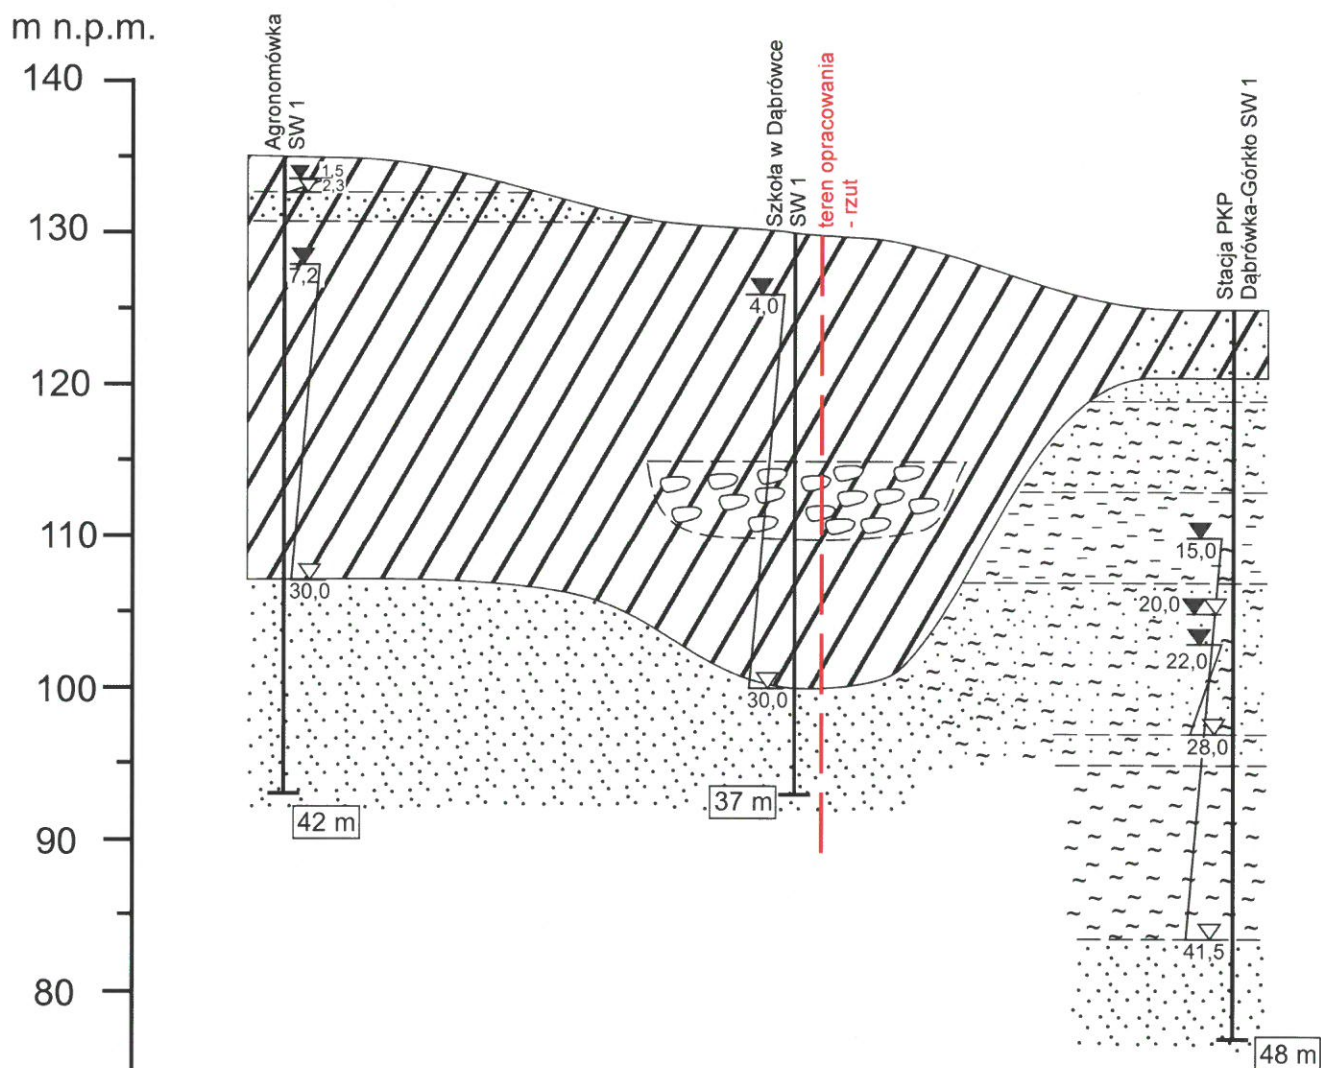 m n.p.m.
140
130
120
110
100
90
80
Agronomówka
SW 1
1,5
2,3
7,2
30,0
42 m
Szkoła w Dąbrówce
SW 1
4,0
30,0
37 m
teren opracowania
- rzut
Stacja PKP
Dąbrówka-Górkło SW 1
15,0
20,0
22,0
28,0
41,5
48 m